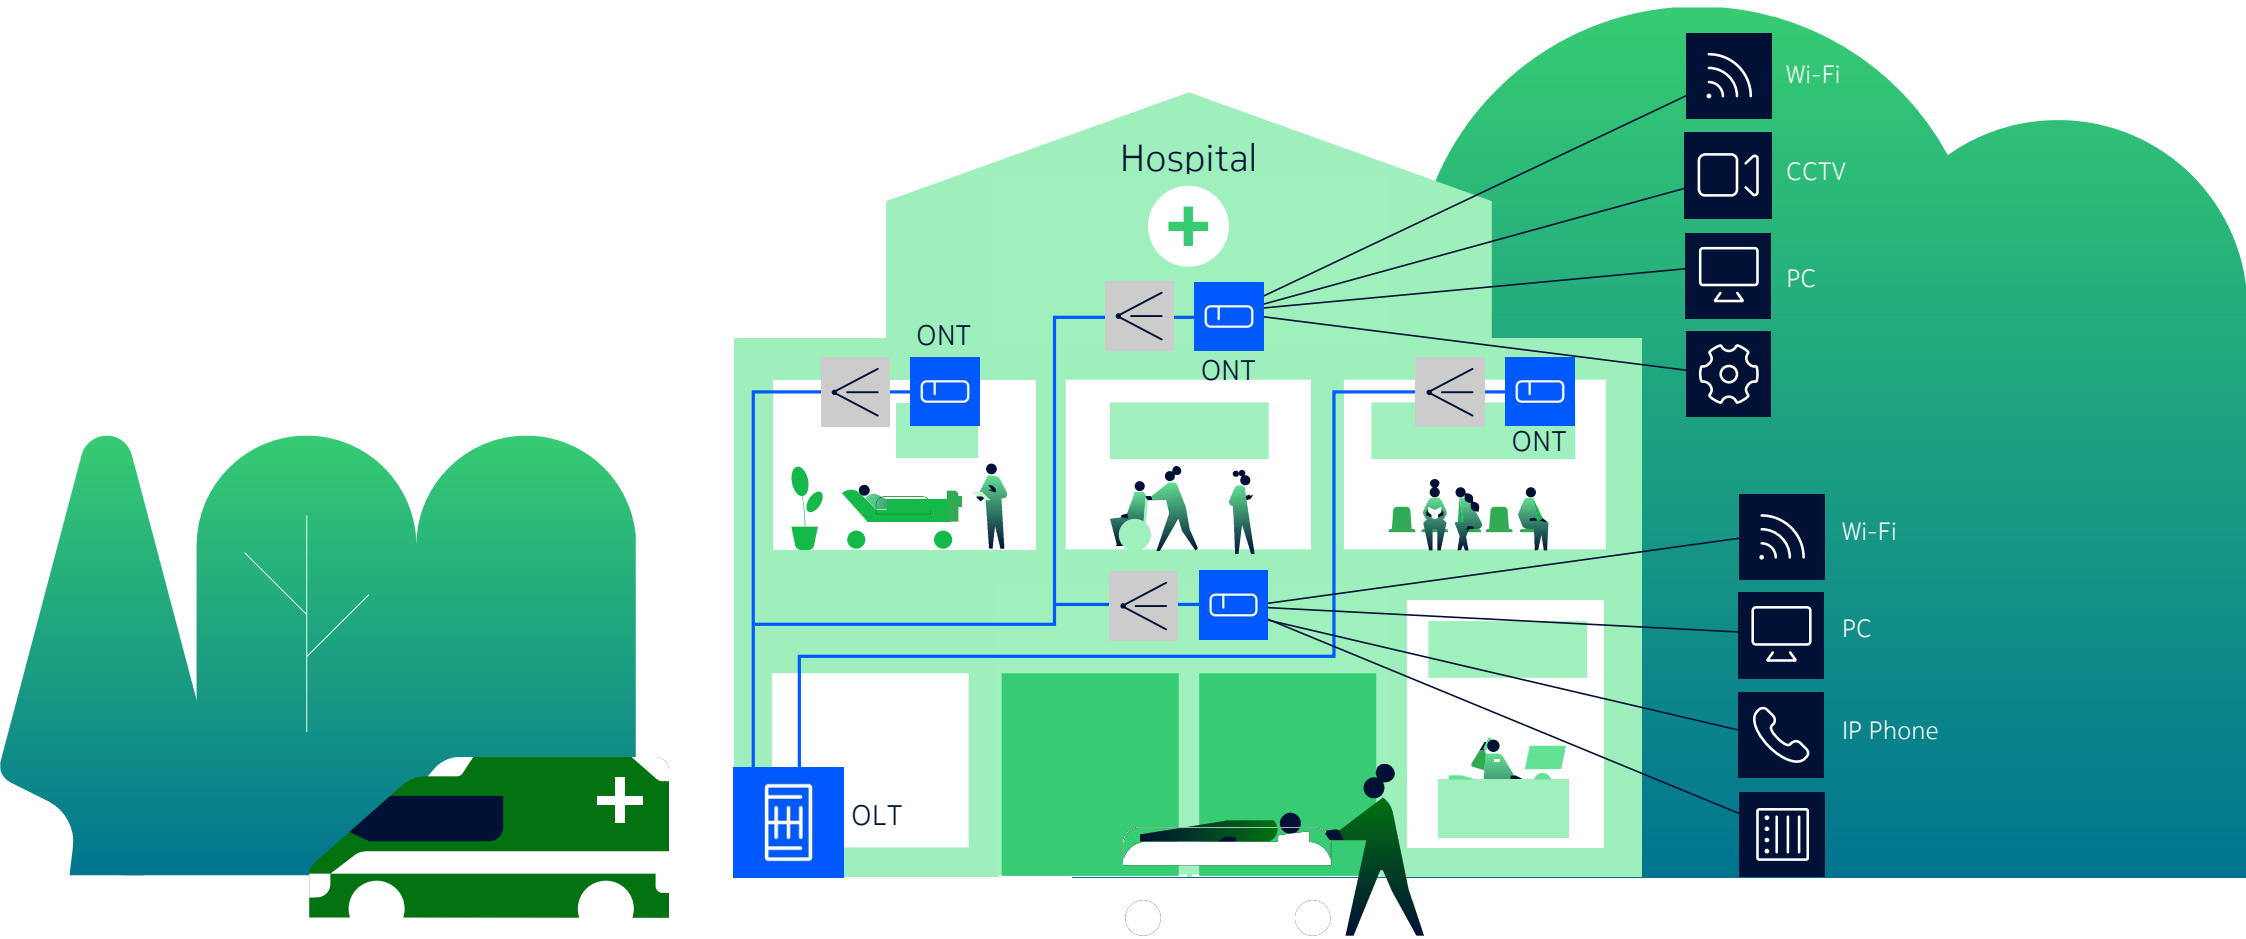 Hospital
ONT
ONT
ONT
OLT
Wi-Fi
CCTV
PC
Wi-Fi
PC
IP Phone